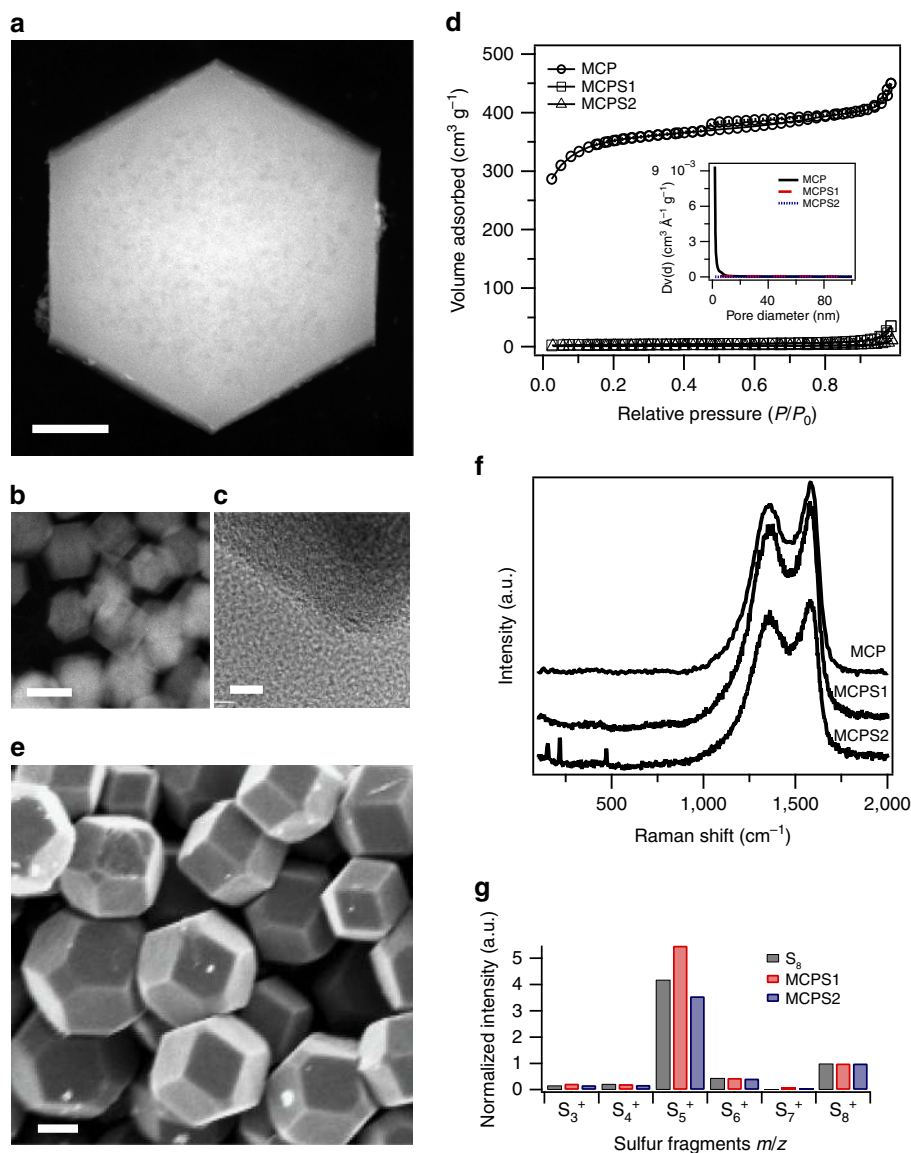 a
b
c
d
Volume adsorbed (cm³ g⁻¹)
500
400
300
200
100
0
MCP
MCPS1
MCPS2
Dv(d) (cm³ Å⁻¹ g⁻¹)
9 10⁻³
6
3
0
MCP
MCPS1
MCPS2
0 40 80
Pore diameter (nm)
0.0 0.2 0.4 0.6 0.8
Relative pressure (P/P₀)
e
f
Intensity (a.u.)
MCP
MCPS1
MCPS2
500 1,000 1,500 2,000
Raman shift (cm⁻¹)
g
Normalized intensity (a.u.)
5
4
3
2
1
0
S₈
MCPS1
MCPS2
S₃⁺ S₄⁺ S₅⁺ S₆⁺ S₇⁺ S₈⁺
Sulfur fragments m/z